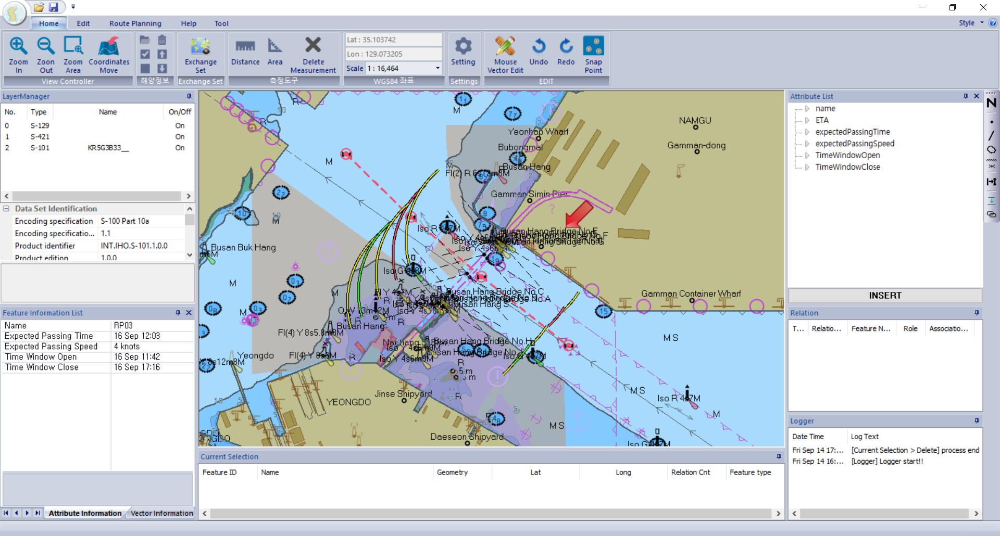 Home Edit Route Planning Help Tool
Style
Zoom In
Zoon Out
Zoom Area
Coordinates Move
View Controller
해양정보
Exchange Set
Exchange Set
Distance
Area
Delete Measurement
측정도구
Lat : 35.103742
Lon : 129.073205
Scale 1 : 16,464
WGS84 좌표
Setting
Settings
Mouse Vector Edit
Undo
Redo
Snap Point
EDIT
LayerManager
No. Type Name On/Off
0 S-129 On
1 S-421 On
2 S-101 KR5G3B33__ On
Data Set Identification
Encoding specification S-100 Part 10a
Encoding specificatio... 1.1
Product identifier INT.IHO.S-101.1.0.0
Product edition 1.0.0
Feature Information List
Name RP03
Expected Passing Time 16 Sep 12:03
Expected Passing Speed 4 knots
Time Window Open 16 Sep 11:42
Time Window Close 16 Sep 17:16
Attribute Information Vector Information
NAMGU
Yeonhap Wharf
Gamman-dong
Bubongmal
Busan Hang
Fl(2) R 6s12m8M
Gamman Simin Pier
Iso R 4s7M
Busan Hang Bridge No.E
Busan Buk Hang
Iso G 4s8M
Busan Hang Bridge No.C
Gamman Container Wharf
Fl Y 4s7M
Busan Hang
Fl(4) Y 8s5.8m8M
Busan Hang Bridge No.H
M S
Yeongdo
Fl(4) Y 8s8M
Iso Y 4s6m9M
5 m
M S
Jinse Shipyard
YEONGDO
Iso R 4s7M
M
M S
Daeseon Shipyard
Iso G 4s7M
Current Selection
Feature ID Name Geometry Lat Long Relation Cnt Feature type
Attribute List
name
ETA
expectedPassingTime
expectedPassingSpeed
TimeWindowOpen
TimeWindowClose
INSERT
Relation
T... Relatio... Feature N... Role Associatio...
Logger
Date Time Log Text
Fri Sep 14 17:... [Current Selection > Delete] process end
Fri Sep 14 16:... [Logger] Logger start!!
N